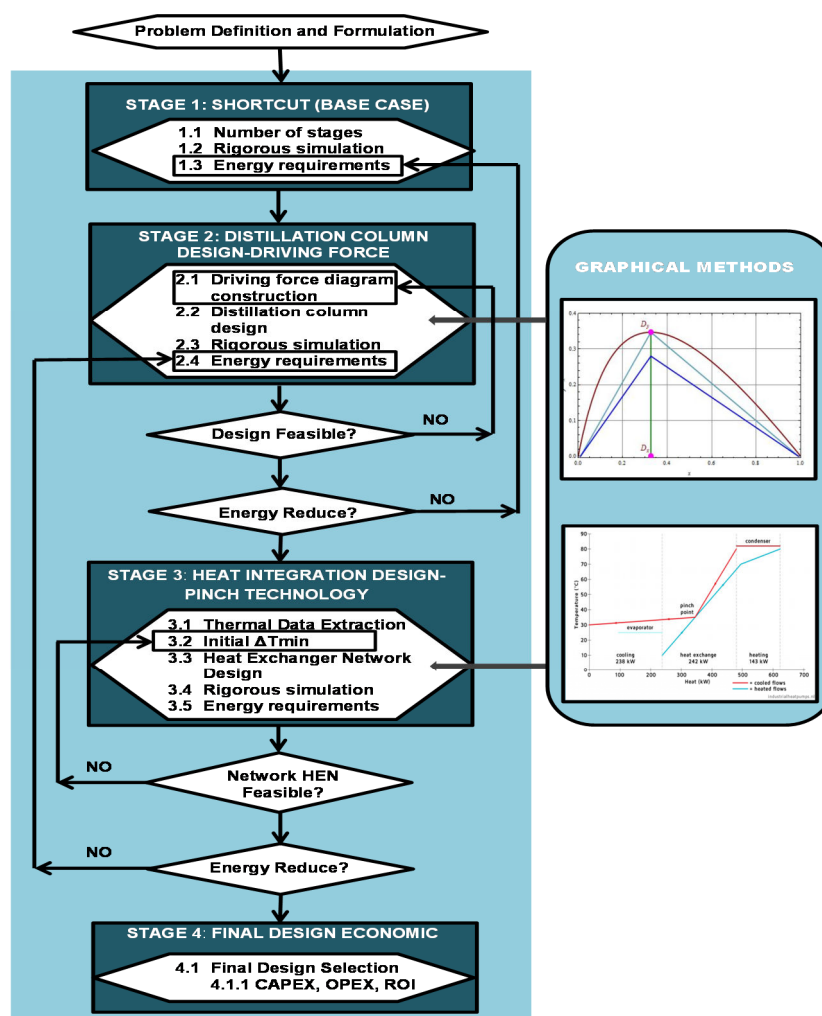 Problem Definition and Formulation
STAGE 1: SHORTCUT (BASE CASE)
1.1 Number of stages
1.2 Rigorous simulation
1.3 Energy requirements
STAGE 2: DISTILLATION COLUMN
DESIGN-DRIVING FORCE
2.1 Driving force diagram
construction
2.2 Distillation column
design
2.3 Rigorous simulation
2.4 Energy requirements
Design Feasible?
NO
Energy Reduce?
NO
STAGE 3: HEAT INTEGRATION DESIGN-
PINCH TECHNOLOGY
3.1 Thermal Data Extraction
3.2 Initial ΔTmin
3.3 Heat Exchanger Network
Design
3.4 Rigorous simulation
3.5 Energy requirements
NO
Network HEN
Feasible?
NO
Energy Reduce?
STAGE 4: FINAL DESIGN ECONOMIC
4.1 Final Design Selection
4.1.1 CAPEX, OPEX, ROI
GRAPHICAL METHODS
0.4
0.3
0.2
0.1
0.0
0.0 0.2 0.4 0.6 0.8 1.0
x
Dy
Dx
90
80
70
60
50
40
30
20
10
0
Temperature (°C)
condenser
pinch
point
evaporator
cooling
238 kW
heat exchange
242 kW
heating
143 kW
0 100 200 300 400 500 600 700
Heat (kW)
= cooled flows
= heated flows